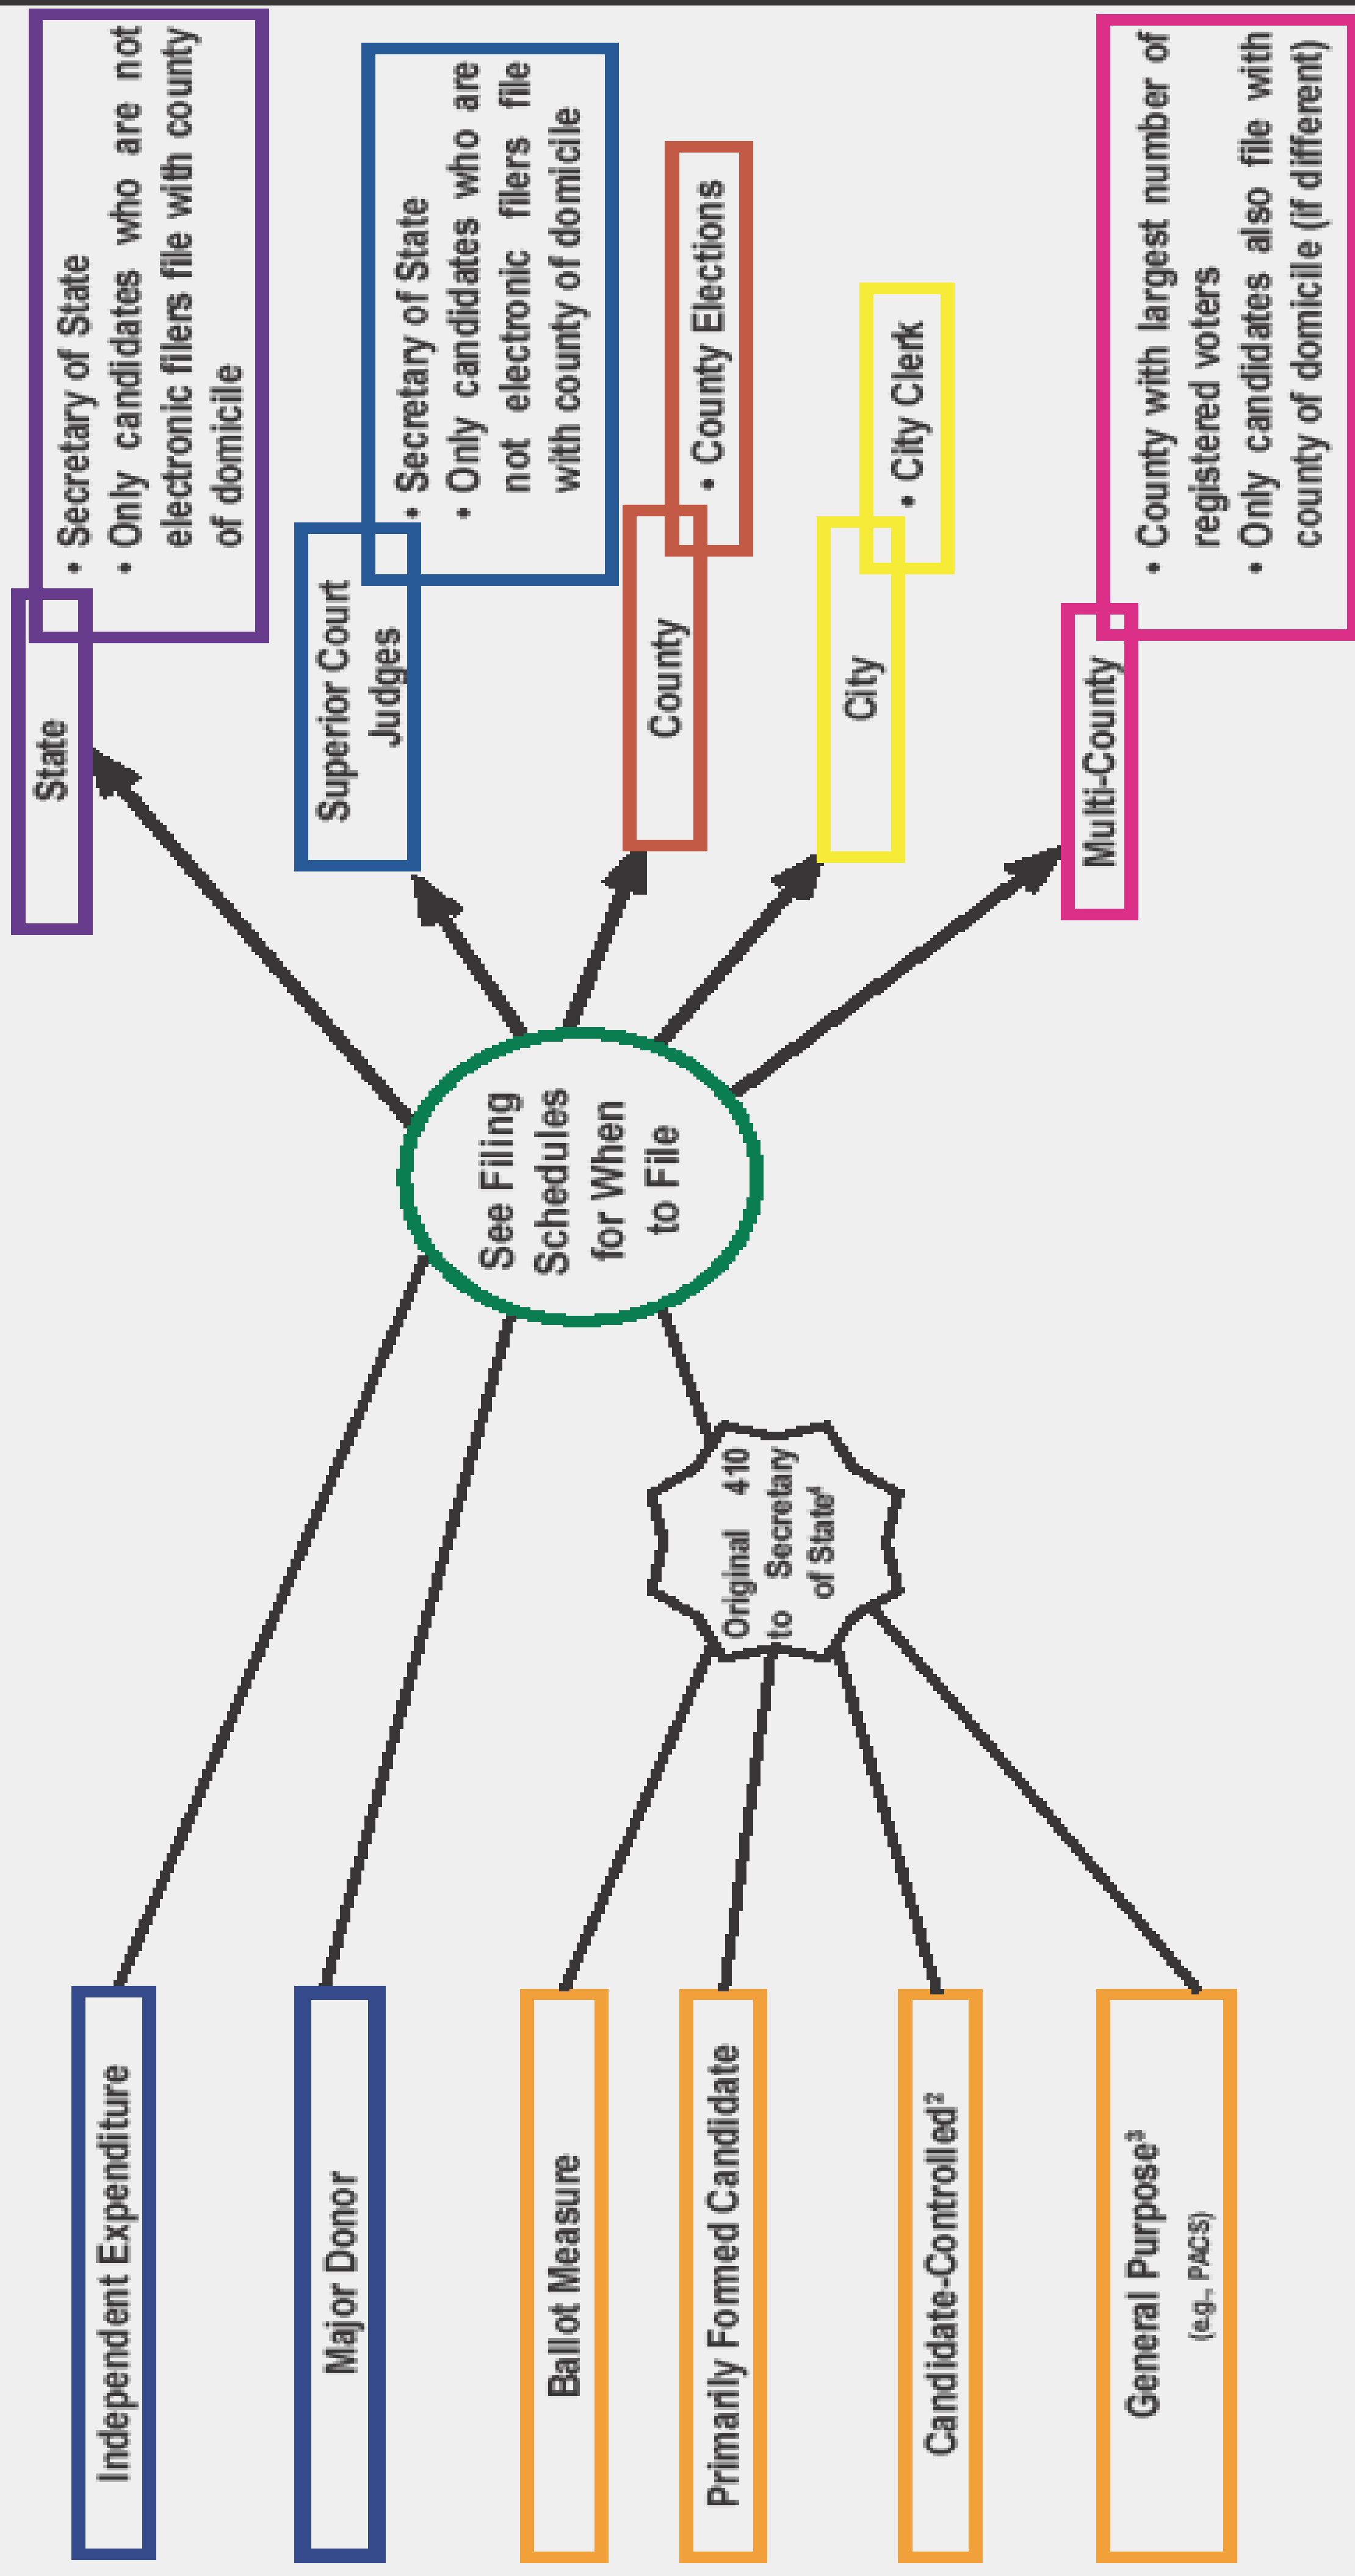 Independent Expenditure
Major Donor
Ballot Measure
Primarily Formed Candidate
Candidate-Controlled²
General Purpose³
(e.g., PACS)
Original 410
to Secretary
of State⁴
See Filing
Schedules
for When
to File
State
• Secretary of State
• Only candidates who are not
electronic filers file with county
of domicile
Superior Court
Judges
• Secretary of State
• Only candidates who are
not electronic filers file
with county of domicile
County
• County Elections
City
• City Clerk
Multi-County
• County with largest number of
registered voters
• Only candidates also file with
county of domicile (if different)